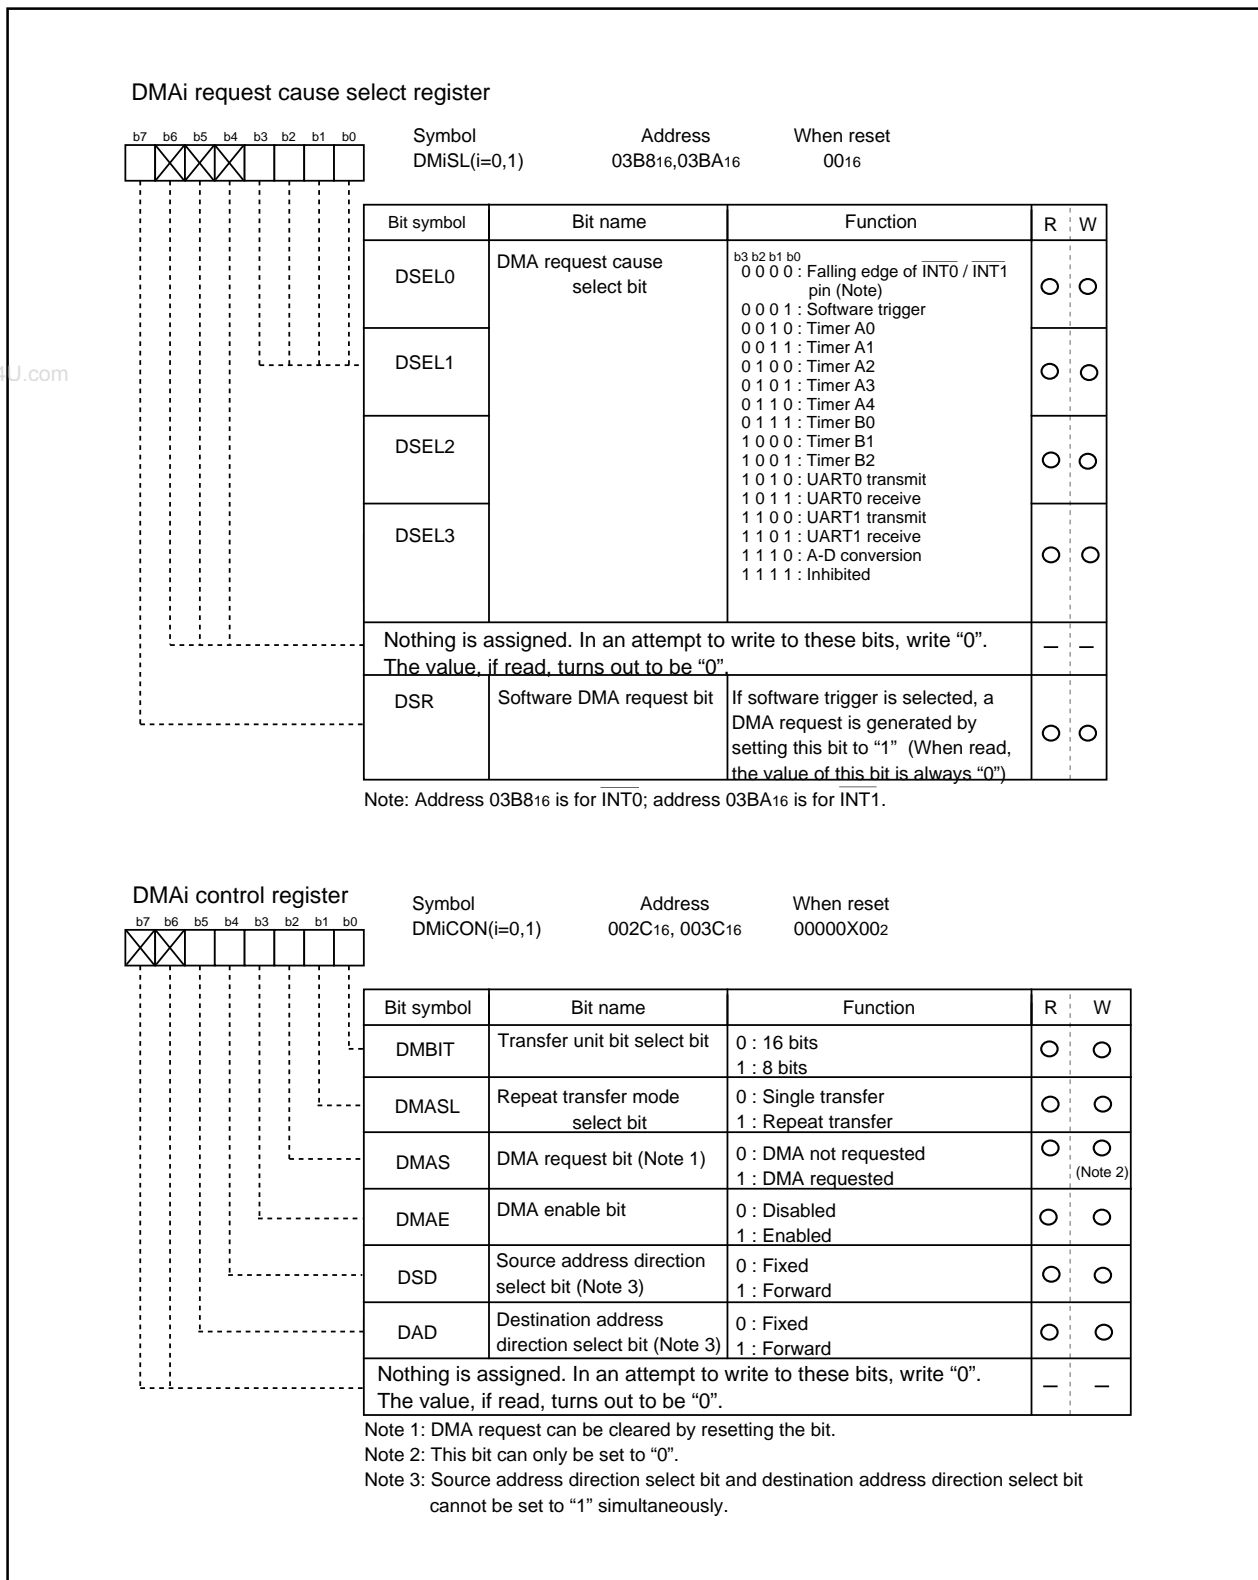 DMAi request cause select register
b7 b6 b5 b4 b3 b2 b1 b0
Symbol Address When reset
DMiSL(i=0,1) 03B816,03BA16 0016
Bit symbol Bit name Function R W
DSEL0
DMA request cause
select bit
b3 b2 b1 b0
0 0 0 0 : Falling edge of INT0 / INT1
pin (Note)
0 0 0 1 : Software trigger
0 0 1 0 : Timer A0
0 0 1 1 : Timer A1
DSEL1
0 1 0 0 : Timer A2
0 1 0 1 : Timer A3
0 1 1 0 : Timer A4
0 1 1 1 : Timer B0
DSEL2
1 0 0 0 : Timer B1
1 0 0 1 : Timer B2
1 0 1 0 : UART0 transmit
1 0 1 1 : UART0 receive
1 1 0 0 : UART1 transmit
DSEL3
1 1 0 1 : UART1 receive
1 1 1 0 : A-D conversion
1 1 1 1 : Inhibited
4U.com
Nothing is assigned. In an attempt to write to these bits, write “0”.
The value, if read, turns out to be “0”.
– –
DSR
Software DMA request bit
If software trigger is selected, a
DMA request is generated by
setting this bit to “1” (When read,
the value of this bit is always “0”)
Note: Address 03B816 is for INT0; address 03BA16 is for INT1.
DMAi control register
b7 b6 b5 b4 b3 b2 b1 b0
Symbol Address When reset
DMiCON(i=0,1) 002C16, 003C16 00000X002
Bit symbol Bit name Function R W
DMBIT
Transfer unit bit select bit
0 : 16 bits
1 : 8 bits
DMASL
Repeat transfer mode
select bit
0 : Single transfer
1 : Repeat transfer
DMAS
DMA request bit (Note 1)
0 : DMA not requested
1 : DMA requested
(Note 2)
DMAE
DMA enable bit
0 : Disabled
1 : Enabled
DSD
Source address direction
select bit (Note 3)
0 : Fixed
1 : Forward
DAD
Destination address
direction select bit (Note 3)
0 : Fixed
1 : Forward
Nothing is assigned. In an attempt to write to these bits, write “0”.
The value, if read, turns out to be “0”.
– –
Note 1: DMA request can be cleared by resetting the bit.
Note 2: This bit can only be set to “0”.
Note 3: Source address direction select bit and destination address direction select bit
cannot be set to “1” simultaneously.